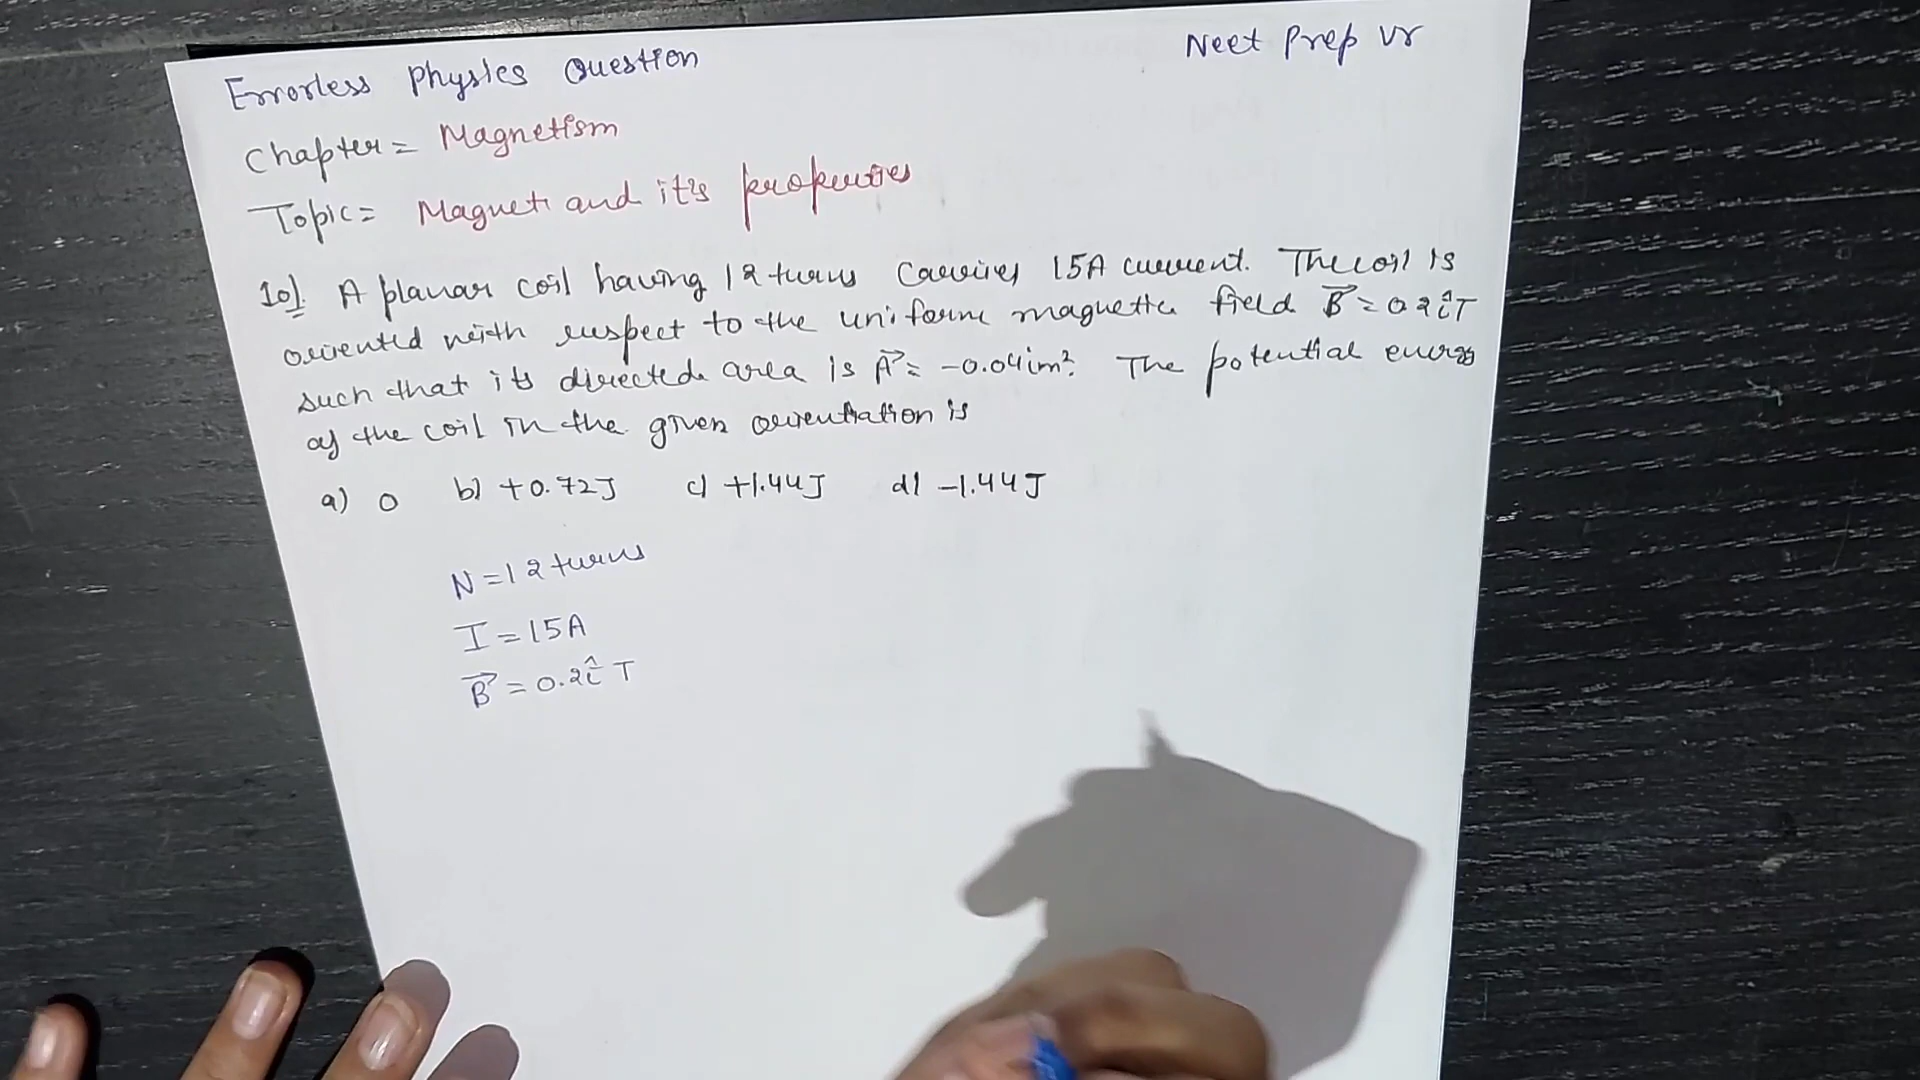 Errorless Physics Question
Neet Prep Vr
Chapter = Magnetism
Topic = Magnet and it's properties
10). A planar coil having 12 turns carries 15A current. The coil is
oriented with respect to the uniform magnetic field B⃗ = 0.2îT
such that its directed area is A⃗ = -0.04îm². The potential energy
of the coil in the given orientation is
a) 0 b) +0.72J c) +1.44J d) -1.44J
N = 12 turns
I = 15A
B⃗ = 0.2î T